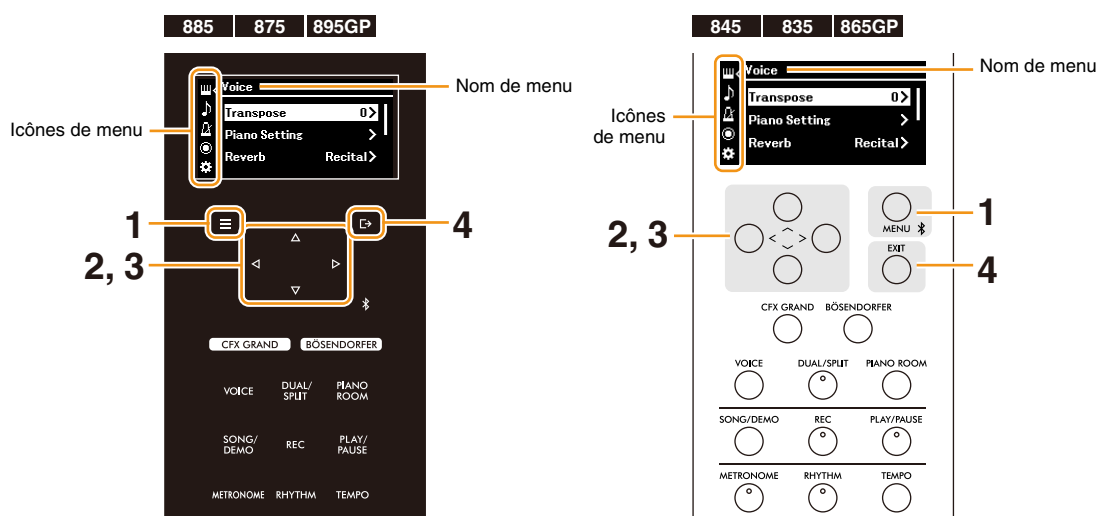 885 875 895GP
Voice
Transpose 0
Piano Setting
Reverb Recital
Nom de menu
Icônes de menu
1
4
2, 3
CFX GRAND BÖSENDORFER
VOICE DUAL/SPLIT PIANO ROOM
SONG/DEMO REC PLAY/PAUSE
METRONOME RHYTHM TEMPO
845 835 865GP
Voice
Transpose 0
Piano Setting
Reverb Recital
Nom de menu
Icônes
de menu
2, 3
MENU
1
EXIT
4
CFX GRAND BÖSENDORFER
VOICE DUAL/SPLIT PIANO ROOM
SONG/DEMO REC PLAY/PAUSE
METRONOME RHYTHM TEMPO